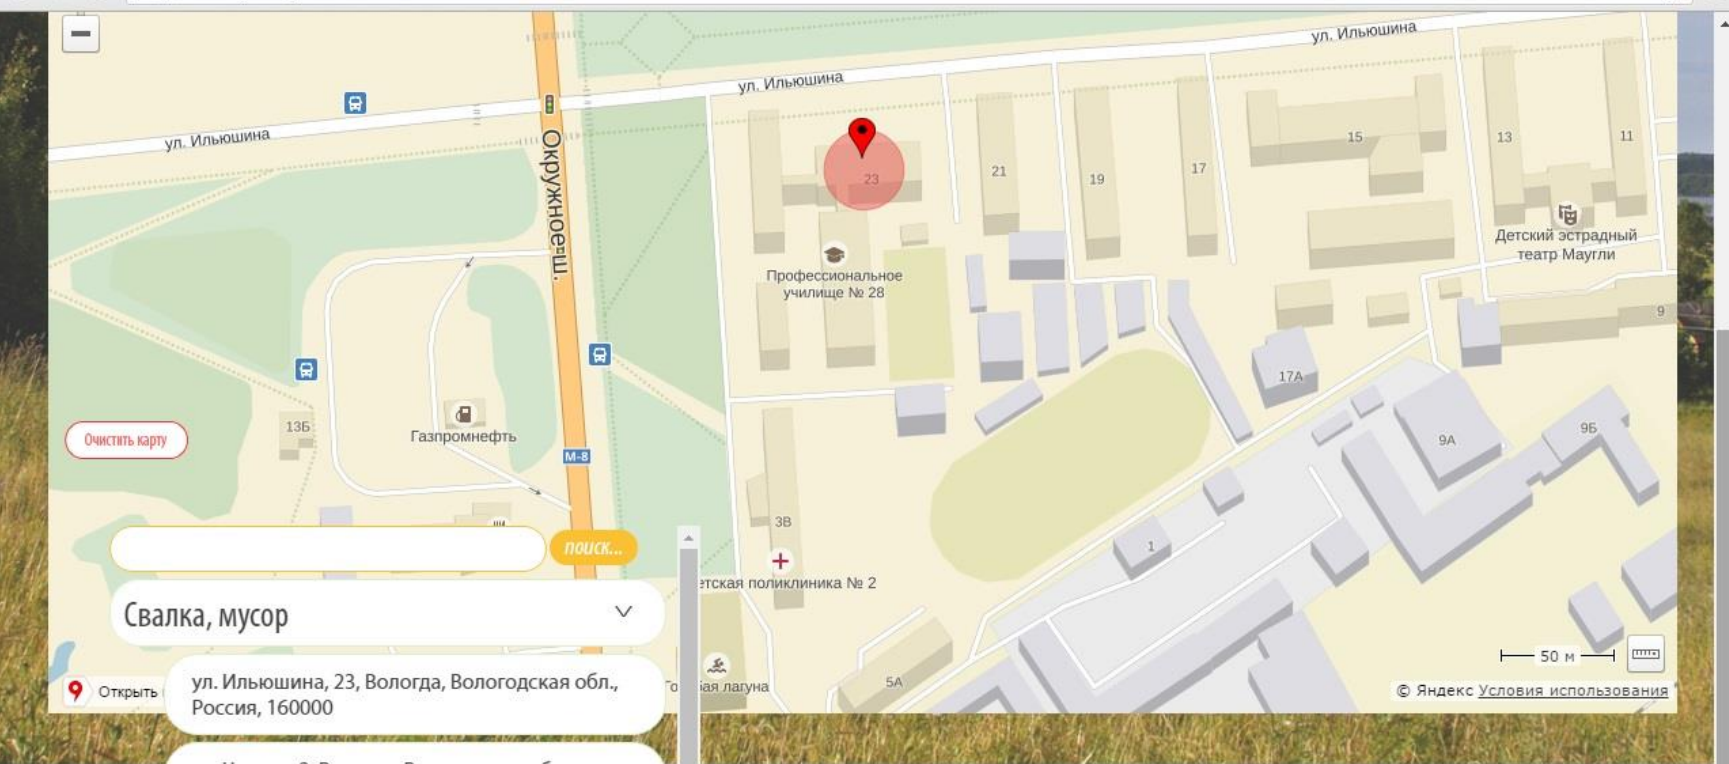 ул. Ильюшина
ул. Ильюшина
ул. Ильюшина
Окружное ш.
15
13
11
23
21
19
17
Детский эстрадный
театр Маугли
Профессиональное
училище № 28
9
17А
13Б
Газпромнефть
Очистить карту
М-8
9А
9Б
3В
1
поиск...
етская поликлиника № 2
Свалка, мусор
50 м
5А
ая лагуна
Открыть
ул. Ильюшина, 23, Вологда, Вологодская обл.,
Россия, 160000
© Яндекс Условия использования